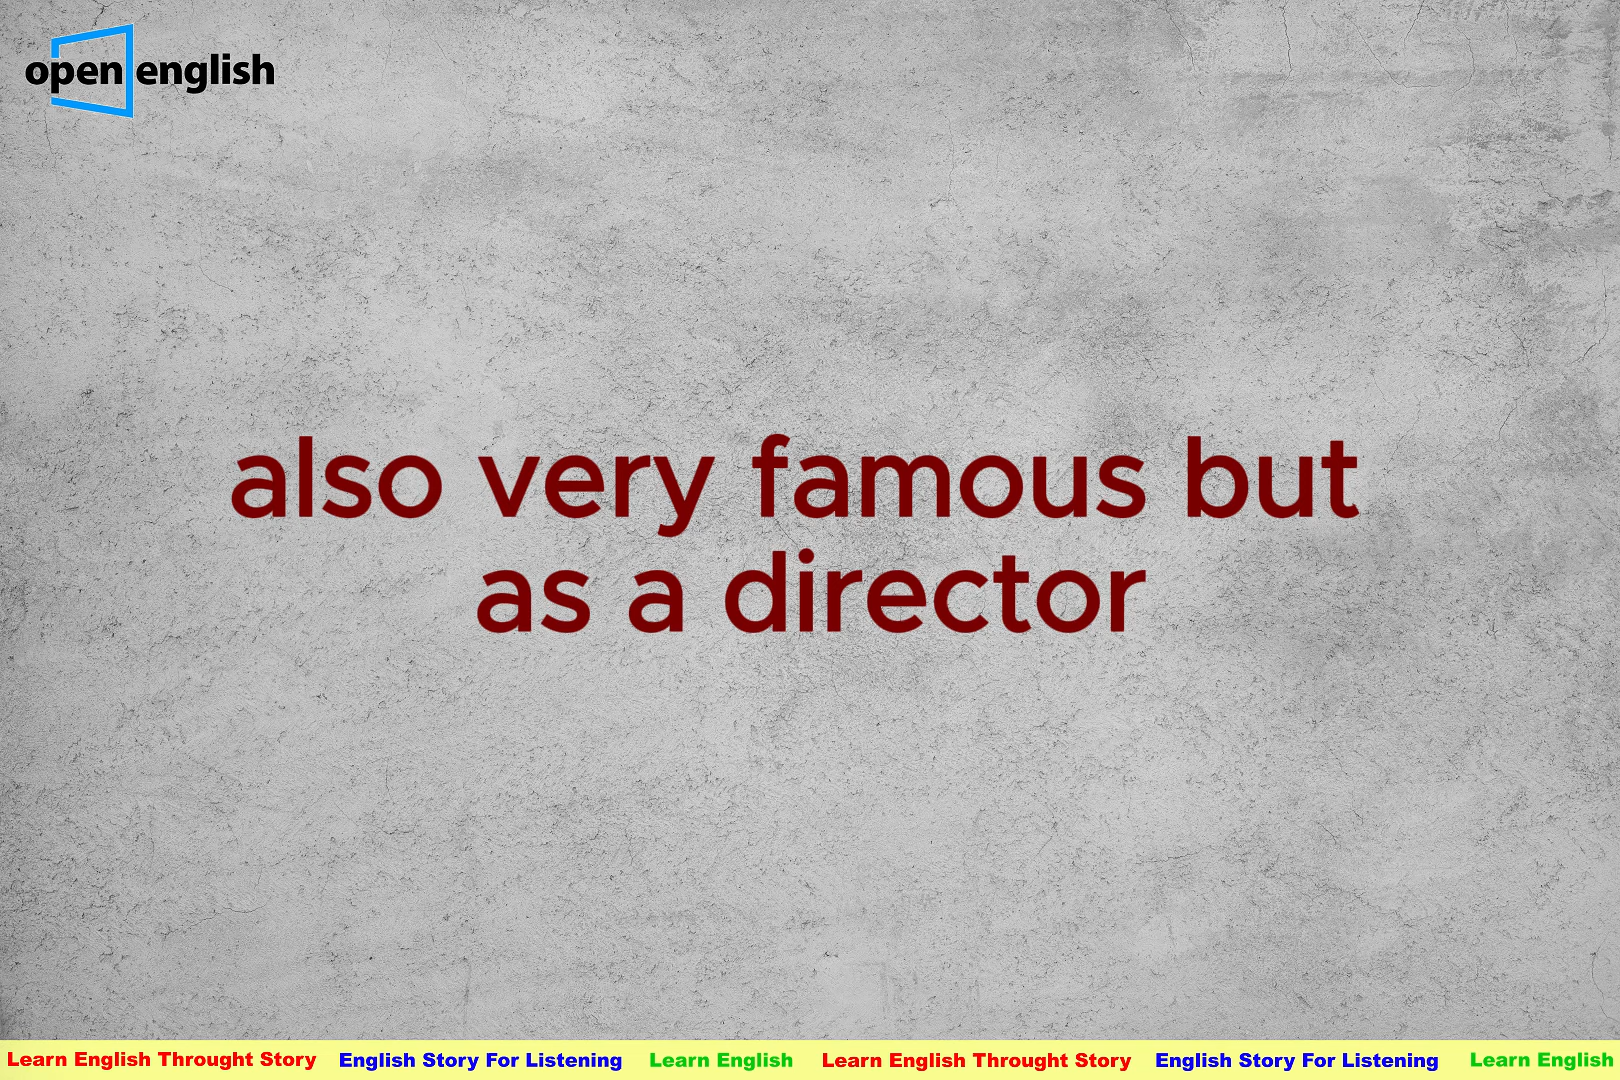 open english
also very famous but
as a director
Learn English Throught Story English Story For Listening Learn English Learn English Throught Story English Story For Listening Learn English